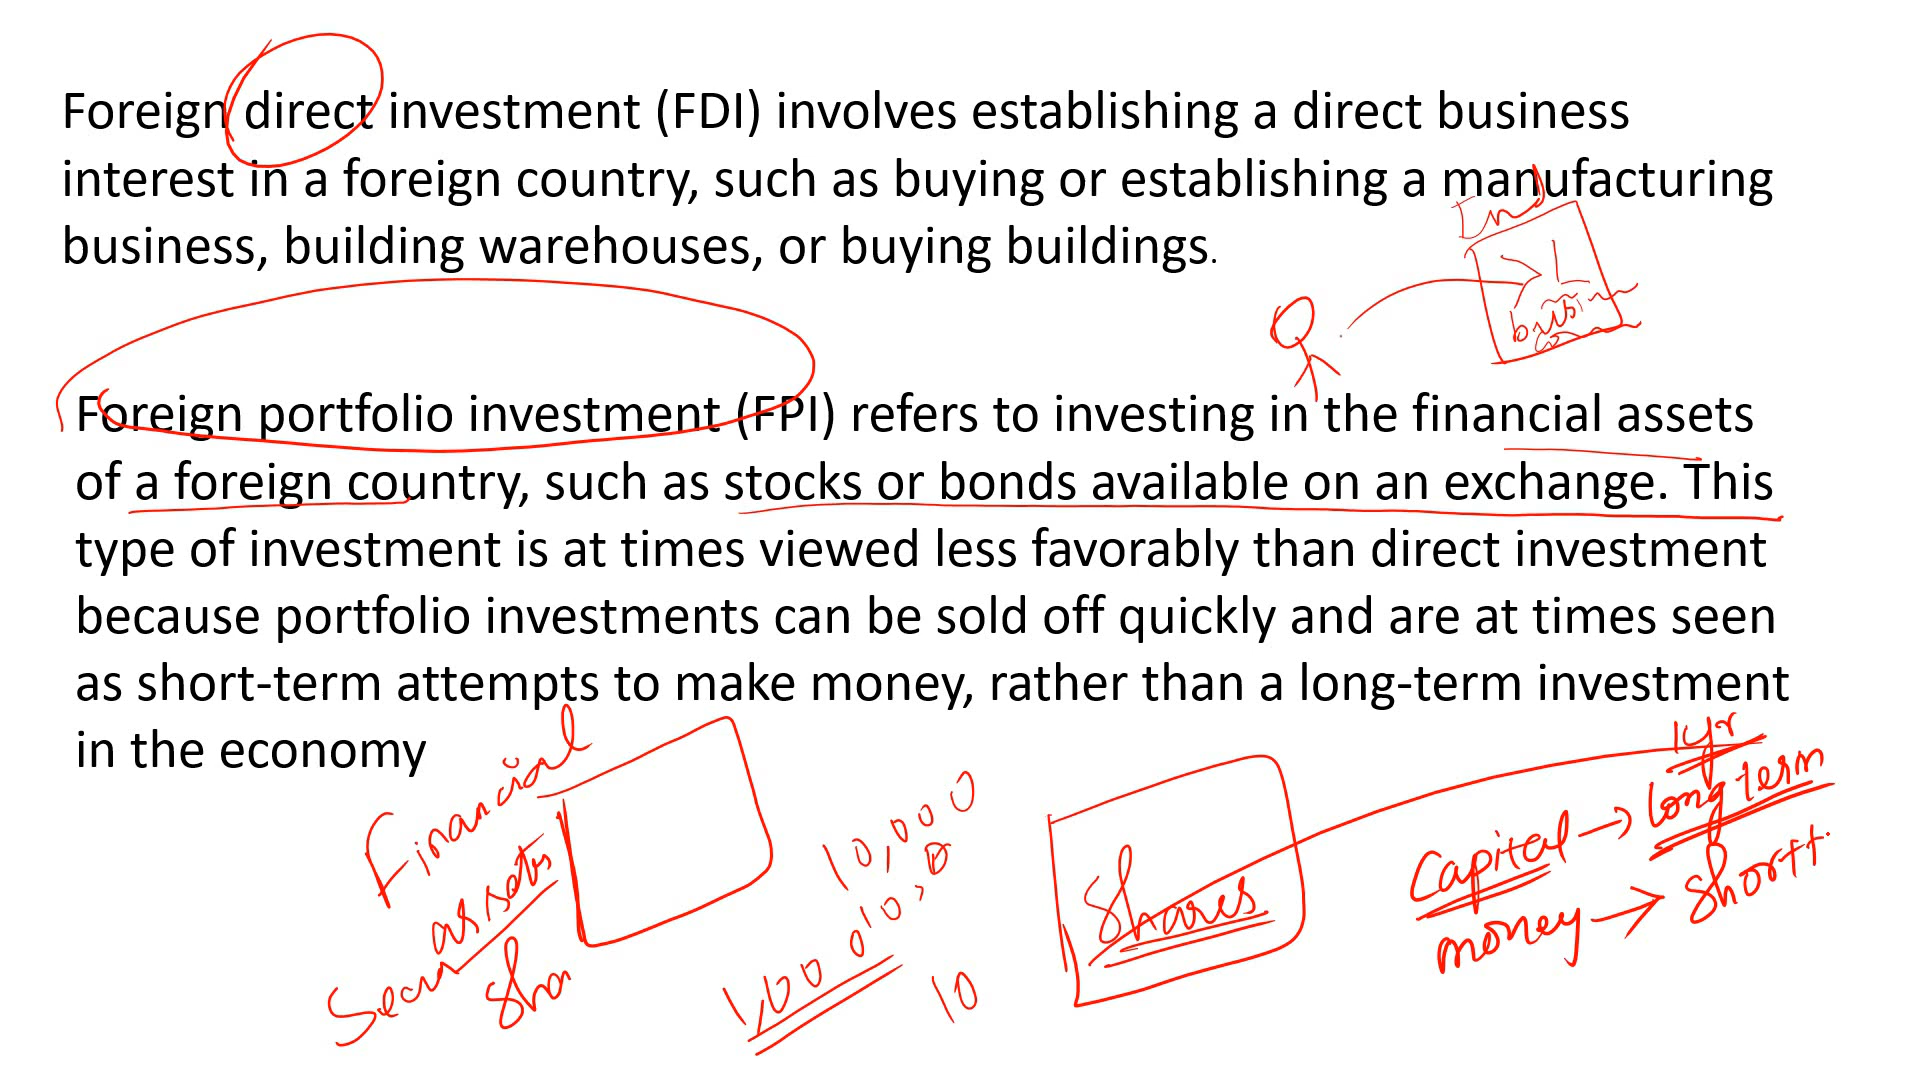 Foreign direct investment (FDI) involves establishing a direct business
interest in a foreign country, such as buying or establishing a manufacturing
business, building warehouses, or buying buildings.
Ind
busi
Foreign portfolio investment (FPI) refers to investing in the financial assets
of a foreign country, such as stocks or bonds available on an exchange. This
type of investment is at times viewed less favorably than direct investment
because portfolio investments can be sold off quickly and are at times seen
as short-term attempts to make money, rather than a long-term investment
in the economy
Financial
assets
Secu
Sha
10,000
10
Shares
1yr
Capital → long term
money → Short t.